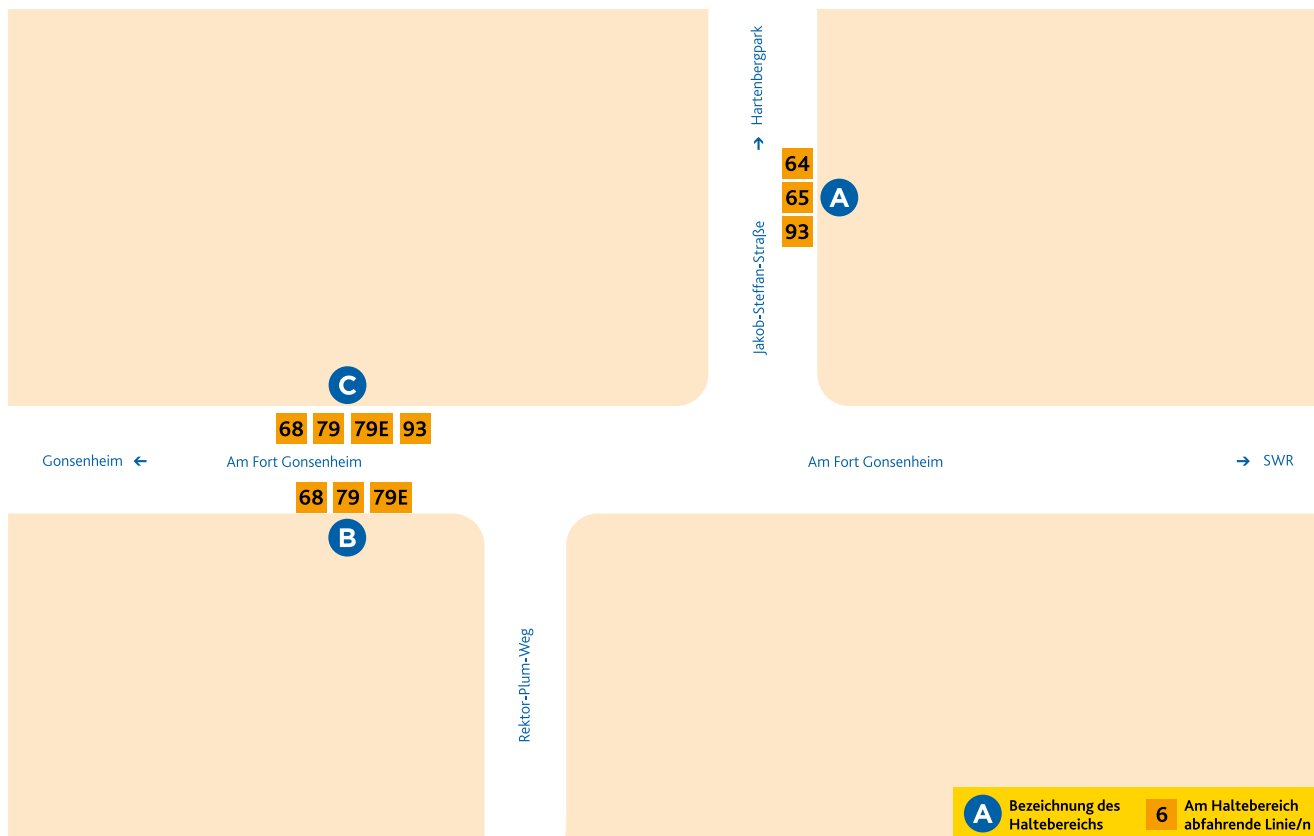 → Hartenbergpark
64
65
93
A
Jakob-Steffan-Straße
C
68 79 79E 93
Gonsenheim ←
Am Fort Gonsenheim
Am Fort Gonsenheim
→ SWR
68 79 79E
B
Rektor-Plum-Weg
A
Bezeichnung des
Haltebereichs
6
Am Haltebereich
abfahrende Linie/n